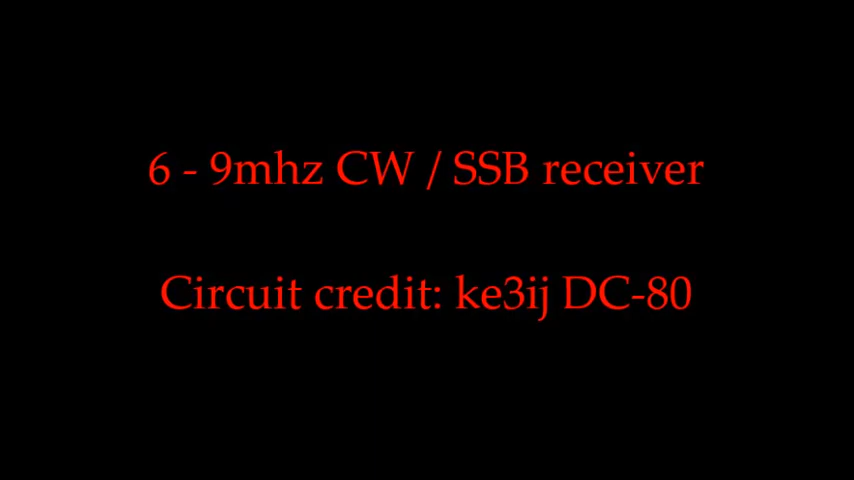 6 - 9mhz CW / SSB receiver
Circuit credit: ke3ij DC-80